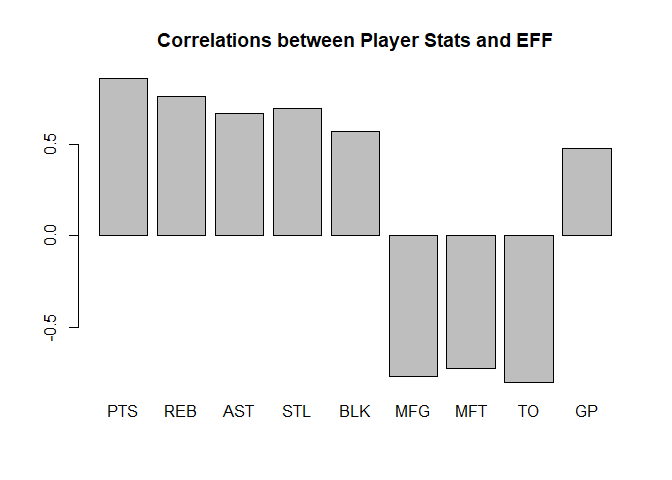 Correlations between Player Stats and EFF
0.5
0.0
-0.5
PTS REB AST STL BLK MFG MFT TO GP